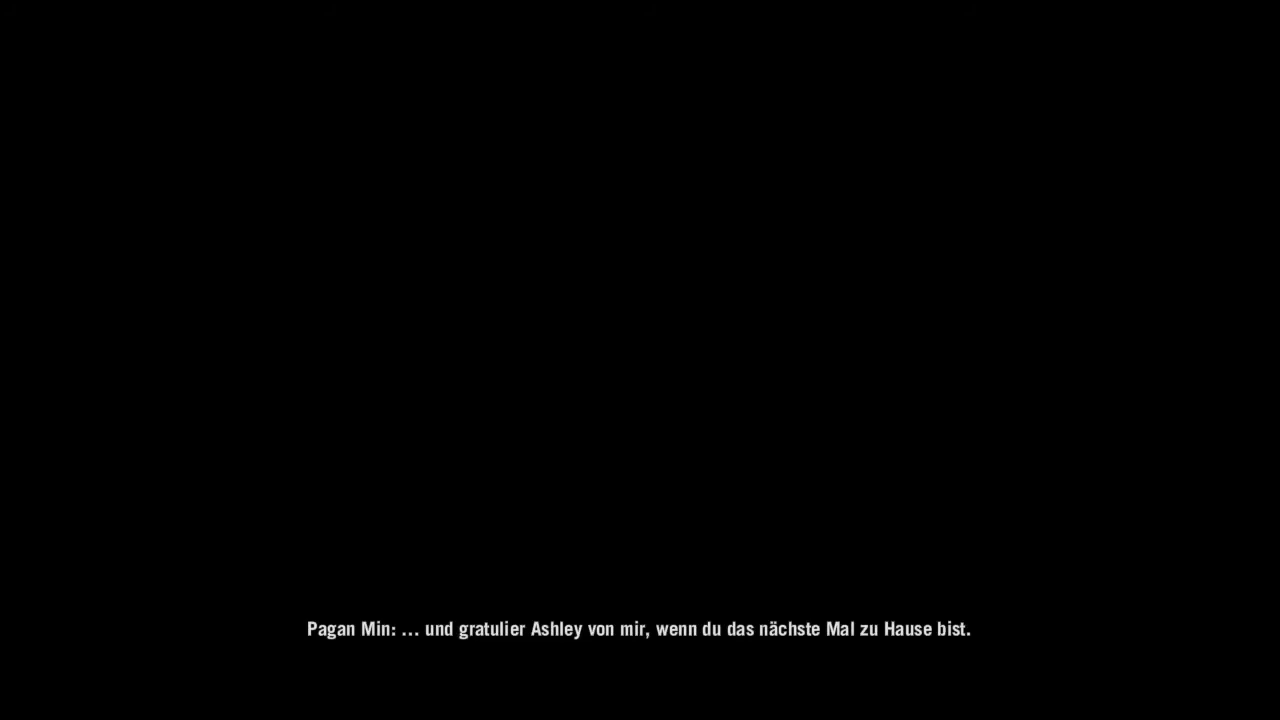 Pagan Min: ... und gratulier Ashley von mir, wenn du das nächste Mal zu Hause bist.